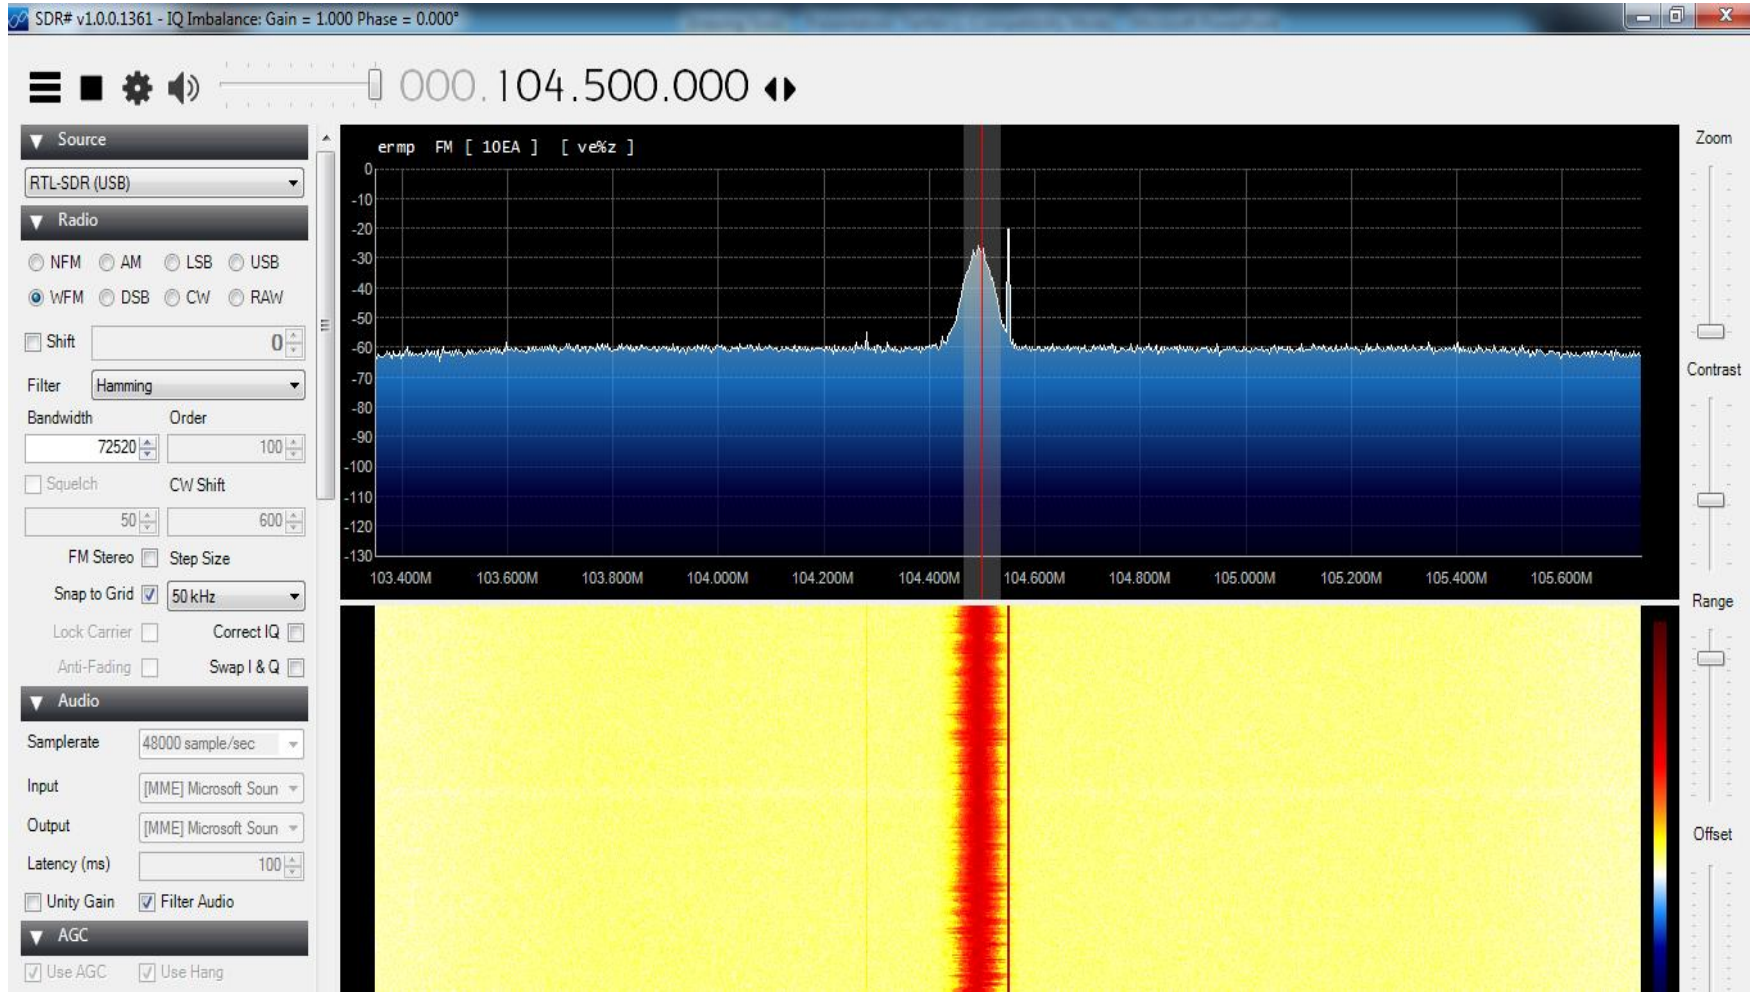 SDR# v1.0.0.1361 - IQ Imbalance: Gain = 1.000 Phase = 0.000°
000.104.500.000
Source
RTL-SDR (USB)
Radio
NFM AM LSB USB
WFM DSB CW RAW
Shift 0
Filter Hamming
Bandwidth Order
72520 100
Squelch CW Shift
50 600
FM Stereo Step Size
Snap to Grid 50 kHz
Lock Carrier Correct IQ
Anti-Fading Swap I & Q
Audio
Samplerate 48000 sample/sec
Input [MME] Microsoft Soun
Output [MME] Microsoft Soun
Latency (ms) 100
Unity Gain Filter Audio
AGC
Use AGC Use Hang
ermp FM [ 10EA ] [ ve%z ]
0
-10
-20
-30
-40
-50
-60
-70
-80
-90
-100
-110
-120
-130
103.400M 103.600M 103.800M 104.000M 104.200M 104.400M 104.600M 104.800M 105.000M 105.200M 105.400M 105.600M
Zoom
Contrast
Range
Offset